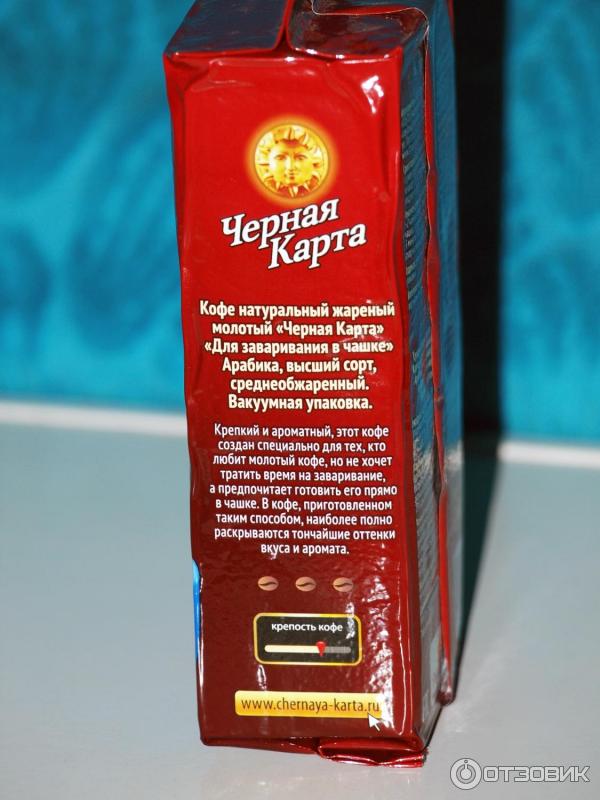 Черная
Карта
Кофе натуральный жареный
молотый «Черная Карта»
«Для заваривания в чашке»
Арабика, высший сорт,
среднеобжаренный.
Вакуумная упаковка.
Крепкий и ароматный, этот кофе
создан специально для тех, кто
любит молотый кофе, но не хочет
тратить время на заваривание,
а предпочитает готовить его прямо
в чашке. В кофе, приготовленном
таким способом, наиболее полно
раскрываются тончайшие оттенки
вкуса и аромата.
крепость кофе
www.chernaya-karta.ru
ОТЗОВИК